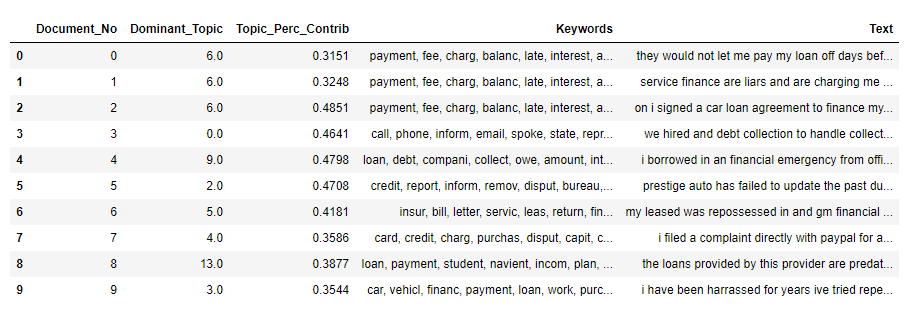 Document_No Dominant_Topic Topic_Perc_Contrib Keywords Text
0 0 6.0 0.3151 payment, fee, charg, balanc, late, interest, a... they would not let me pay my loan off days bef...
1 1 6.0 0.3248 payment, fee, charg, balanc, late, interest, a... service finance are liars and are charging me ...
2 2 6.0 0.4851 payment, fee, charg, balanc, late, interest, a... on i signed a car loan agreement to finance my...
3 3 0.0 0.4641 call, phone, inform, email, spoke, state, repr... we hired and debt collection to handle collect...
4 4 9.0 0.4798 loan, debt, compani, collect, owe, amount, int... i borrowed in an financial emergency from offi...
5 5 2.0 0.4708 credit, report, inform, remov, disput, bureau,... prestige auto has failed to update the past du...
6 6 5.0 0.4181 insur, bill, letter, servic, leas, return, fin... my leased was repossessed in and gm financial ...
7 7 4.0 0.3586 card, credit, charg, purchas, disput, capit, c... i filed a complaint directly with paypal for a...
8 8 13.0 0.3877 loan, payment, student, navient, incom, plan, ... the loans provided by this provider are predat...
9 9 3.0 0.3544 car, vehicl, financ, payment, loan, work, purc... i have been harrassed for years ive tried repe...